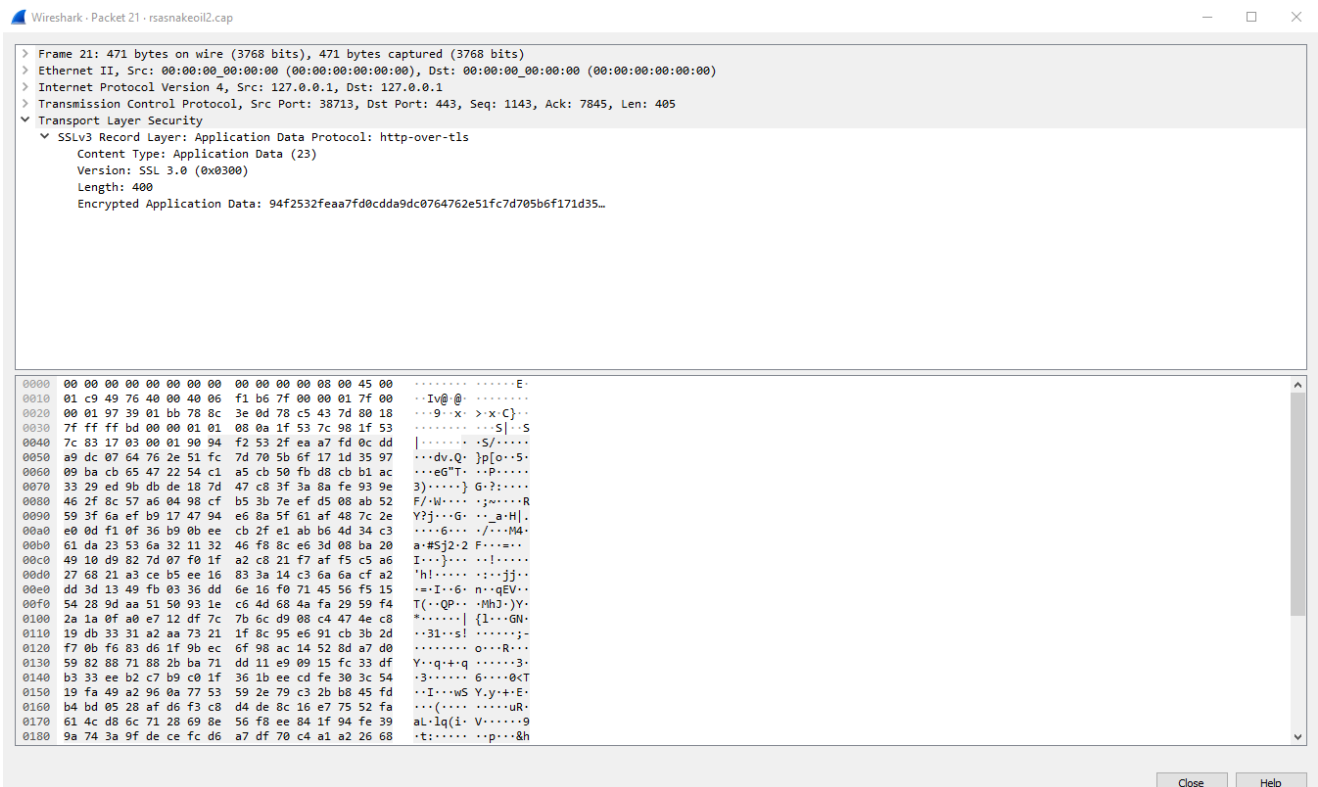 Wireshark · Packet 21 · rsasnakeoil2.cap
Frame 21: 471 bytes on wire (3768 bits), 471 bytes captured (3768 bits)
Ethernet II, Src: 00:00:00_00:00:00 (00:00:00:00:00:00), Dst: 00:00:00_00:00:00 (00:00:00:00:00:00)
Internet Protocol Version 4, Src: 127.0.0.1, Dst: 127.0.0.1
Transmission Control Protocol, Src Port: 38713, Dst Port: 443, Seq: 1143, Ack: 7845, Len: 405
Transport Layer Security
SSLv3 Record Layer: Application Data Protocol: http-over-tls
Content Type: Application Data (23)
Version: SSL 3.0 (0x0300)
Length: 400
Encrypted Application Data: 94f2532feaa7fd0cdda9dc0764762e51fc7d705b6f171d35…
0000 00 00 00 00 00 00 00 00 00 00 00 00 08 00 45 00 ········ ······E·
0010 01 c9 49 76 40 00 40 06 f1 b6 7f 00 00 01 7f 00 ··Iv@·@· ········
0020 00 01 97 39 01 bb 78 8c 3e 0d 78 c5 43 7d 80 18 ···9··x· >·x·C}··
0030 7f ff ff bd 00 00 01 01 08 0a 1f 53 7c 98 1f 53 ········ ···S|··S
0040 7c 83 17 03 00 01 90 94 f2 53 2f ea a7 fd 0c dd |······· ·S/·····
0050 a9 dc 07 64 76 2e 51 fc 7d 70 5b 6f 17 1d 35 97 ···dv.Q· }p[o··5·
0060 09 ba cb 65 47 22 54 c1 a5 cb 50 fb d8 cb b1 ac ···eG"T· ··P·····
0070 33 29 ed 9b db de 18 7d 47 c8 3f 3a 8a fe 93 9e 3)·····} G·?:····
0080 46 2f 8c 57 a6 04 98 cf b5 3b 7e ef d5 08 ab 52 F/·W···· ·;~····R
0090 59 3f 6a ef b9 17 47 94 e6 8a 5f 61 af 48 7c 2e Y?j···G· ··_a·H|.
00a0 e0 0d f1 0f 36 b9 0b ee cb 2f e1 ab b6 4d 34 c3 ····6··· ·/···M4·
00b0 61 da 23 53 6a 32 11 32 46 f8 8c e6 3d 08 ba 20 a·#Sj2·2 F···=··
00c0 49 10 d9 82 7d 07 f0 1f a2 c8 21 f7 af f5 c5 a6 I···}··· ··!·····
00d0 27 68 21 a3 ce b5 ee 16 83 3a 14 c3 6a 6a cf a2 'h!····· ·:··jj··
00e0 dd 3d 13 49 fb 03 36 dd 6e 16 f0 71 45 56 f5 15 ·=·I··6· n··qEV··
00f0 54 28 9d aa 51 50 93 1e c6 4d 68 4a fa 29 59 f4 T(··QP·· ·MhJ·)Y·
0100 2a 1a 0f a0 e7 12 df 7c 7b 6c d9 08 c4 47 4e c8 *······| {l···GN·
0110 19 db 33 31 a2 aa 73 21 1f 8c 95 e6 91 cb 3b 2d ··31··s! ······;-
0120 f7 0b f6 83 d6 1f 9b ec 6f 98 ac 14 52 8d a7 d0 ········ o···R···
0130 59 82 88 71 88 2b ba 71 dd 11 e9 09 15 fc 33 df Y··q·+·q ······3·
0140 b3 33 ee b2 c7 b9 c0 1f 36 1b ee cd fe 30 3c 54 ·3······ 6····0<T
0150 19 fa 49 a2 96 0a 77 53 59 2e 79 c3 2b b8 45 fd ··I···wS Y.y·+·E·
0160 b4 bd 05 28 af d6 f3 c8 d4 de 8c 16 e7 75 52 fa ···(···· ·····uR·
0170 61 4c d8 6c 71 28 69 8e 56 f8 ee 84 1f 94 fe 39 aL·lq(i· V······9
0180 9a 74 3a 9f de ce fc d6 a7 df 70 c4 a1 a2 26 68 ·t:····· ··p···&h
Close Help